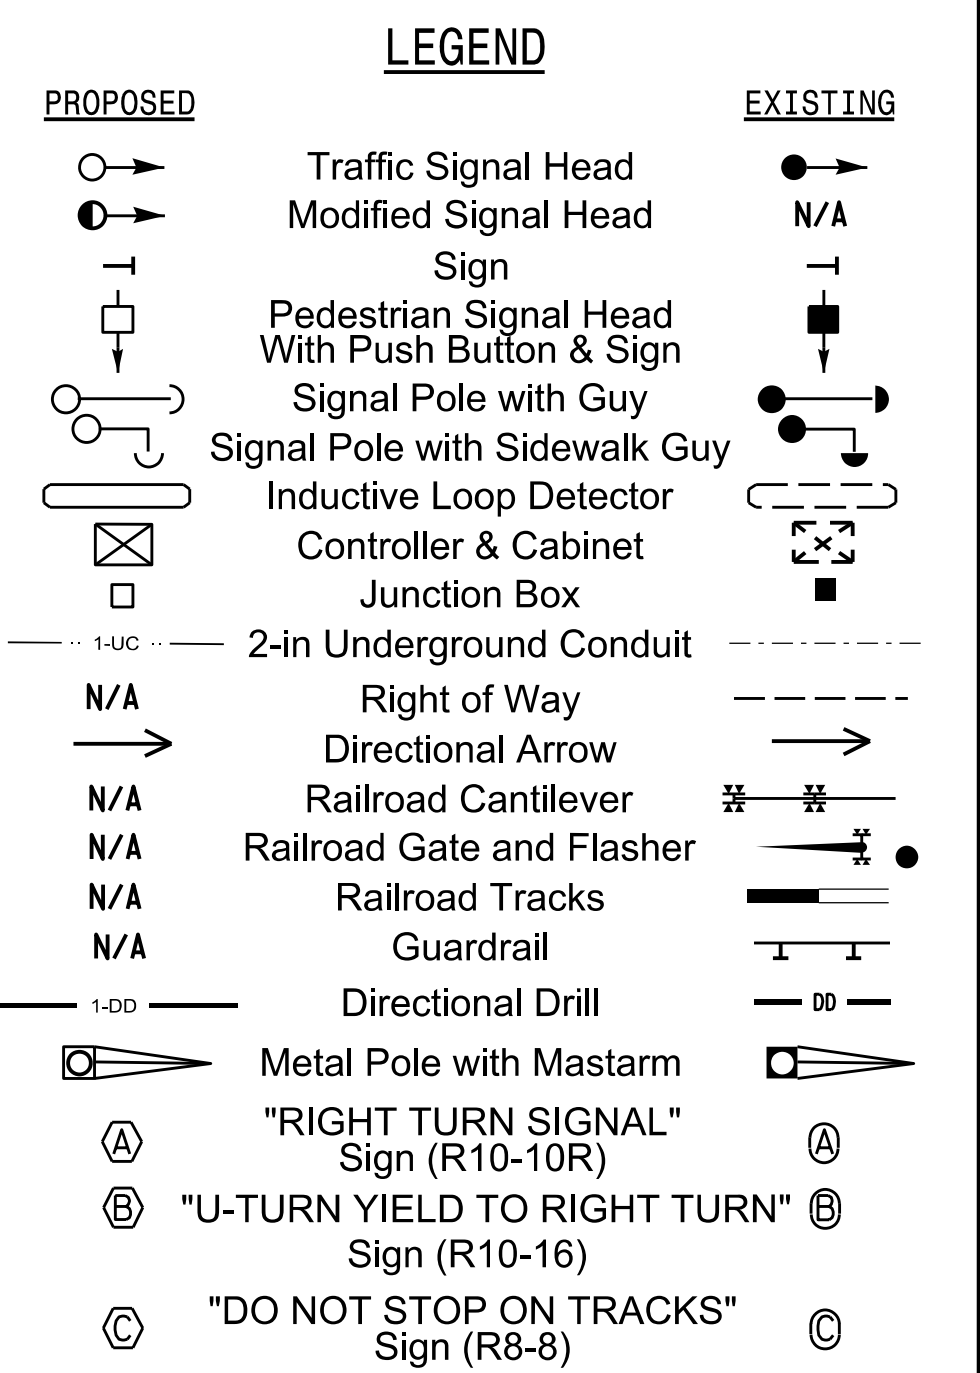 LEGEND
PROPOSED EXISTING
Traffic Signal Head
Modified Signal Head N/A
Sign
Pedestrian Signal Head
With Push Button & Sign
Signal Pole with Guy
Signal Pole with Sidewalk Guy
Inductive Loop Detector
Controller & Cabinet
Junction Box
1-UC 2-in Underground Conduit
N/A Right of Way
Directional Arrow
N/A Railroad Cantilever
N/A Railroad Gate and Flasher
N/A Railroad Tracks
N/A Guardrail
1-DD Directional Drill DD
Metal Pole with Mastarm
"RIGHT TURN SIGNAL"
A Sign (R10-10R) A
B "U-TURN YIELD TO RIGHT TURN" B
Sign (R10-16)
"DO NOT STOP ON TRACKS"
C Sign (R8-8) C